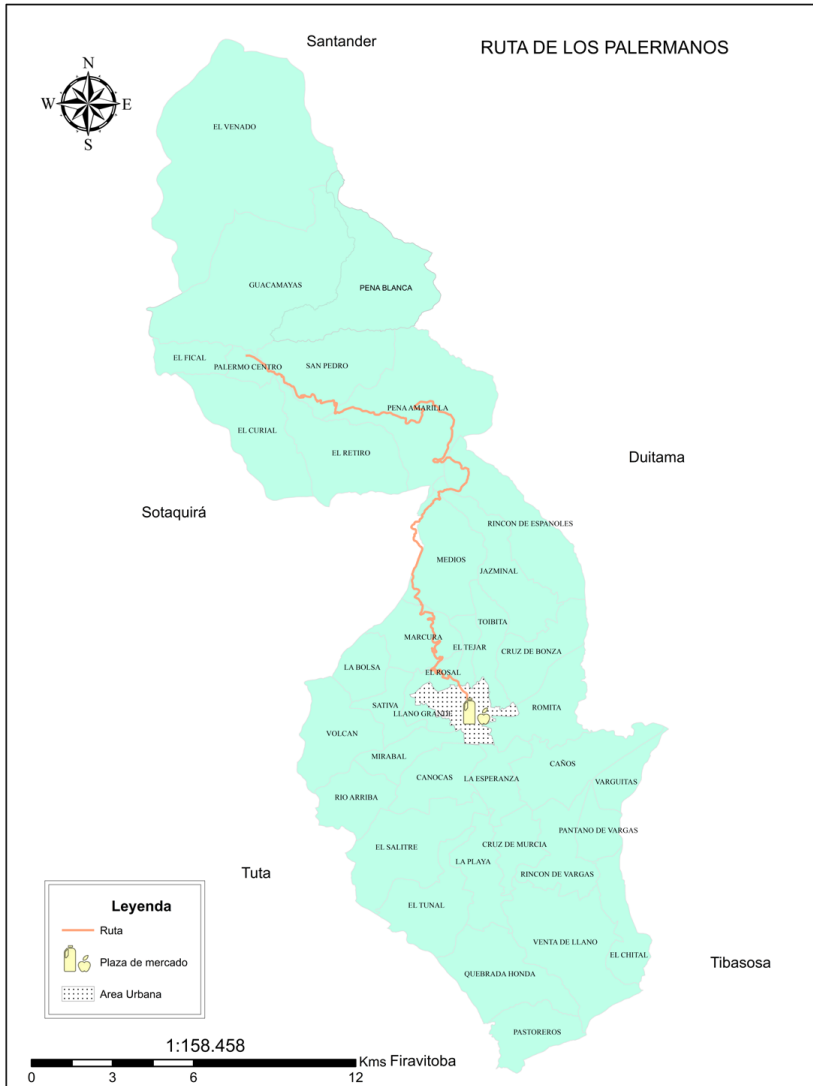 Santander
RUTA DE LOS PALERMANOS
N
W
E
S
EL VENADO
GUACAMAYAS
PENA BLANCA
EL FICAL
PALERMO CENTRO
SAN PEDRO
PENA AMARILLA
EL CURIAL
EL RETIRO
Duitama
Sotaquirá
RINCON DE ESPANOLES
MEDIOS
JAZMINAL
TOIBITA
MARCURA
EL TEJAR
CRUZ DE BONZA
LA BOLSA
EL ROSAL
SATIVA
LLANO GRANDE
ROMITA
VOLCAN
MIRABAL
CAÑOS
CANOCAS
LA ESPERANZA
VARGUITAS
RIO ARRIBA
PANTANO DE VARGAS
EL SALITRE
CRUZ DE MURCIA
LA PLAYA
Tuta
RINCON DE VARGAS
EL TUNAL
VENTA DE LLANO
EL CHITAL
Tibasosa
QUEBRADA HONDA
PASTOREROS
Leyenda
Ruta
Plaza de mercado
Area Urbana
1:158.458
Kms
Firavitoba
0 3 6 12